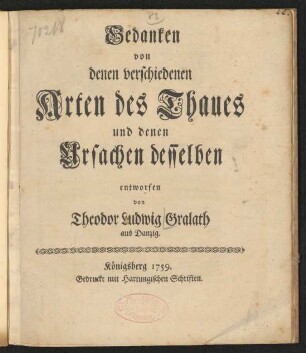 Gedanken
von
denen verschiedenen
Arten des Thaues
und denen
Ursachen desselben
entworfen
von
Theodor Ludwig Gralath
aus Danzig.
Königsberg 1759.
Gedruckt mit Hartungischen Schriften.